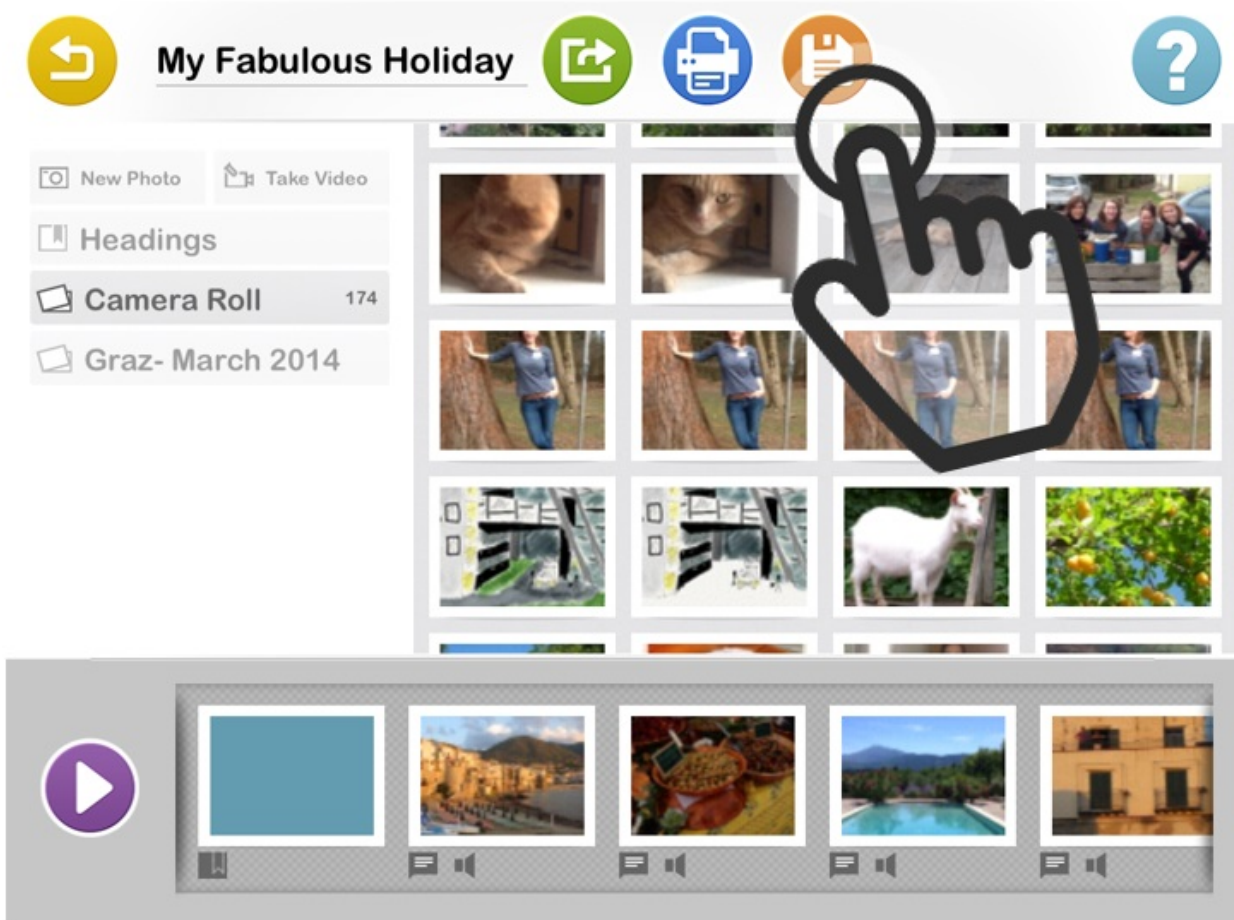 My Fabulous Holiday
?
New Photo
Take Video
Headings
Camera Roll 174
Graz- March 2014